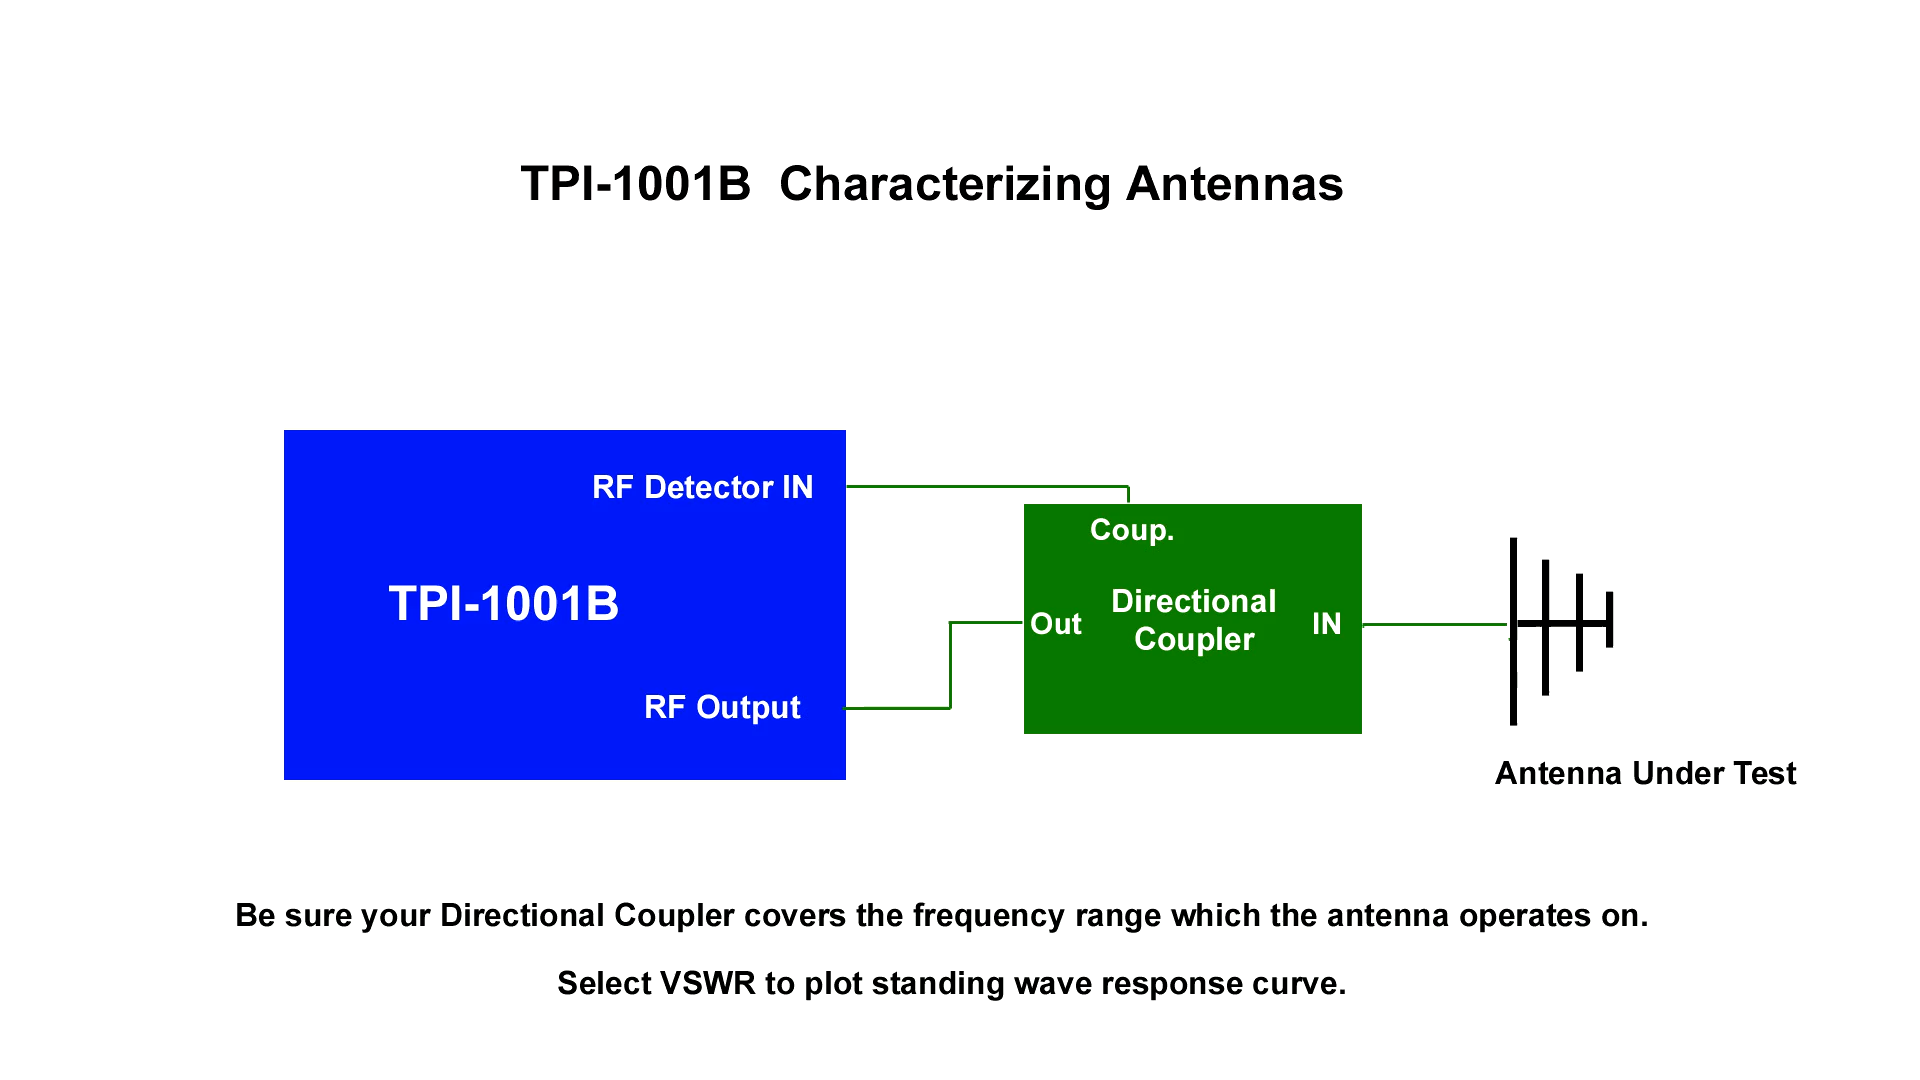 TPI-1001B  Characterizing Antennas
RF Detector IN
Coup.
TPI-1001B
Directional
Coupler
Out
IN
RF Output
Antenna Under Test
Be sure your Directional Coupler covers the frequency range which the antenna operates on.
Select VSWR to plot standing wave response curve.